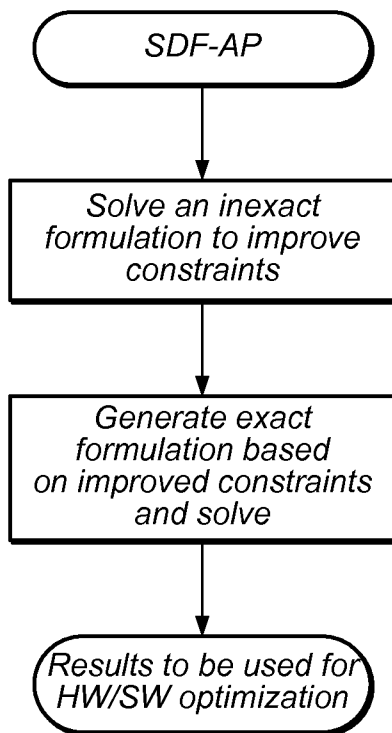 SDF-AP
Solve an inexact
formulation to improve
constraints
Generate exact
formulation based
on improved constraints
and solve
Results to be used for
HW/SW optimization